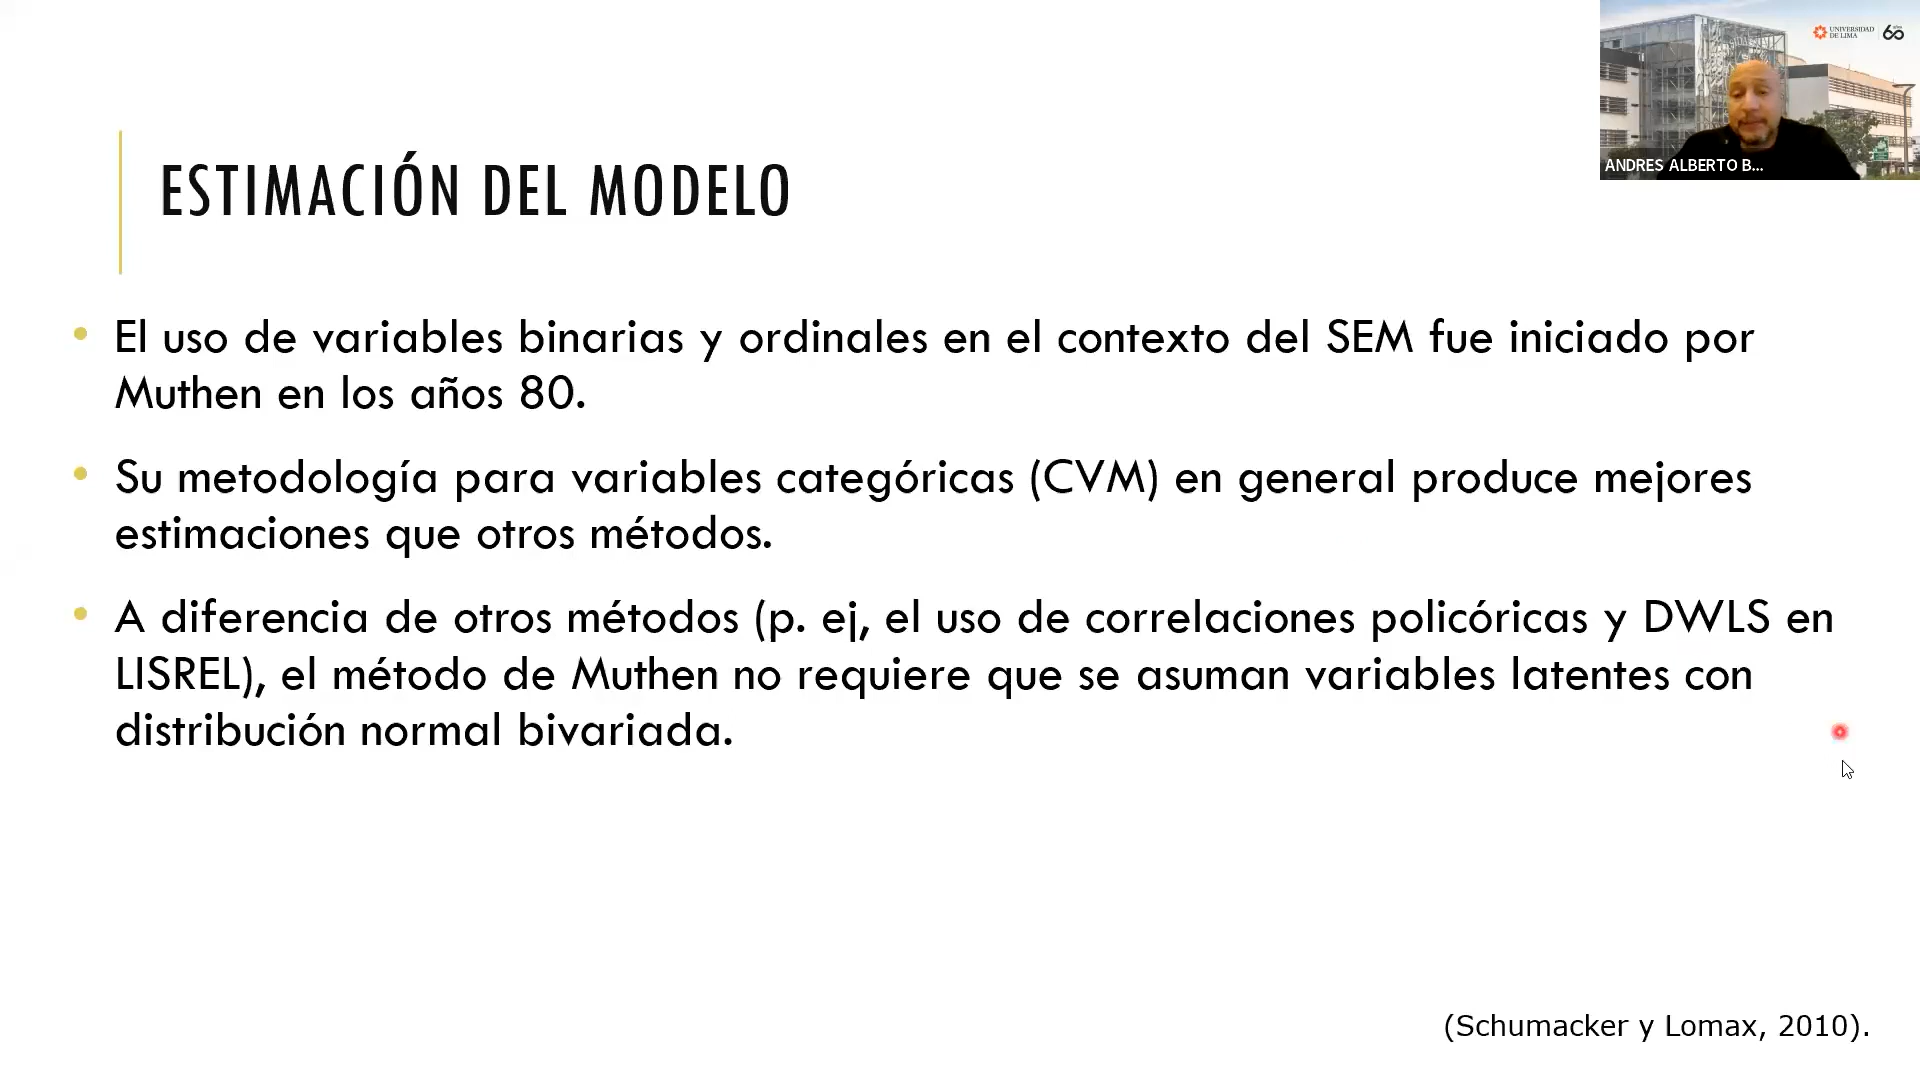 UNIVERSIDAD
DE LIMA
60
ANDRES ALBERTO B...
ESTIMACIÓN DEL MODELO
• El uso de variables binarias y ordinales en el contexto del SEM fue iniciado por
Muthen en los años 80.
• Su metodología para variables categóricas (CVM) en general produce mejores
estimaciones que otros métodos.
• A diferencia de otros métodos (p. ej, el uso de correlaciones policóricas y DWLS en
LISREL), el método de Muthen no requiere que se asuman variables latentes con
distribución normal bivariada.
(Schumacker y Lomax, 2010).